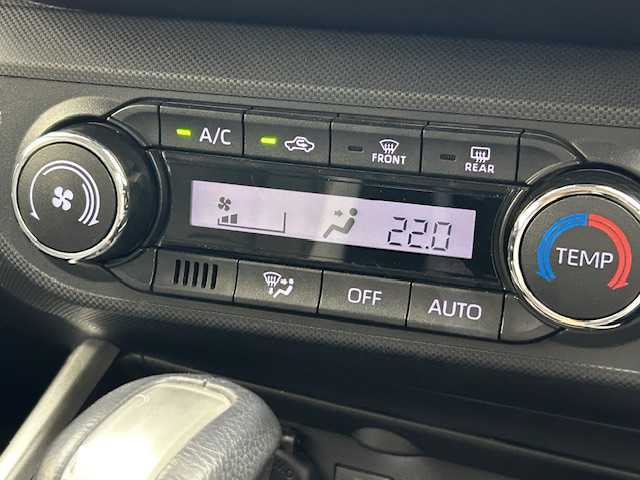 A/C
FRONT
REAR
22.0
TEMP
OFF
AUTO